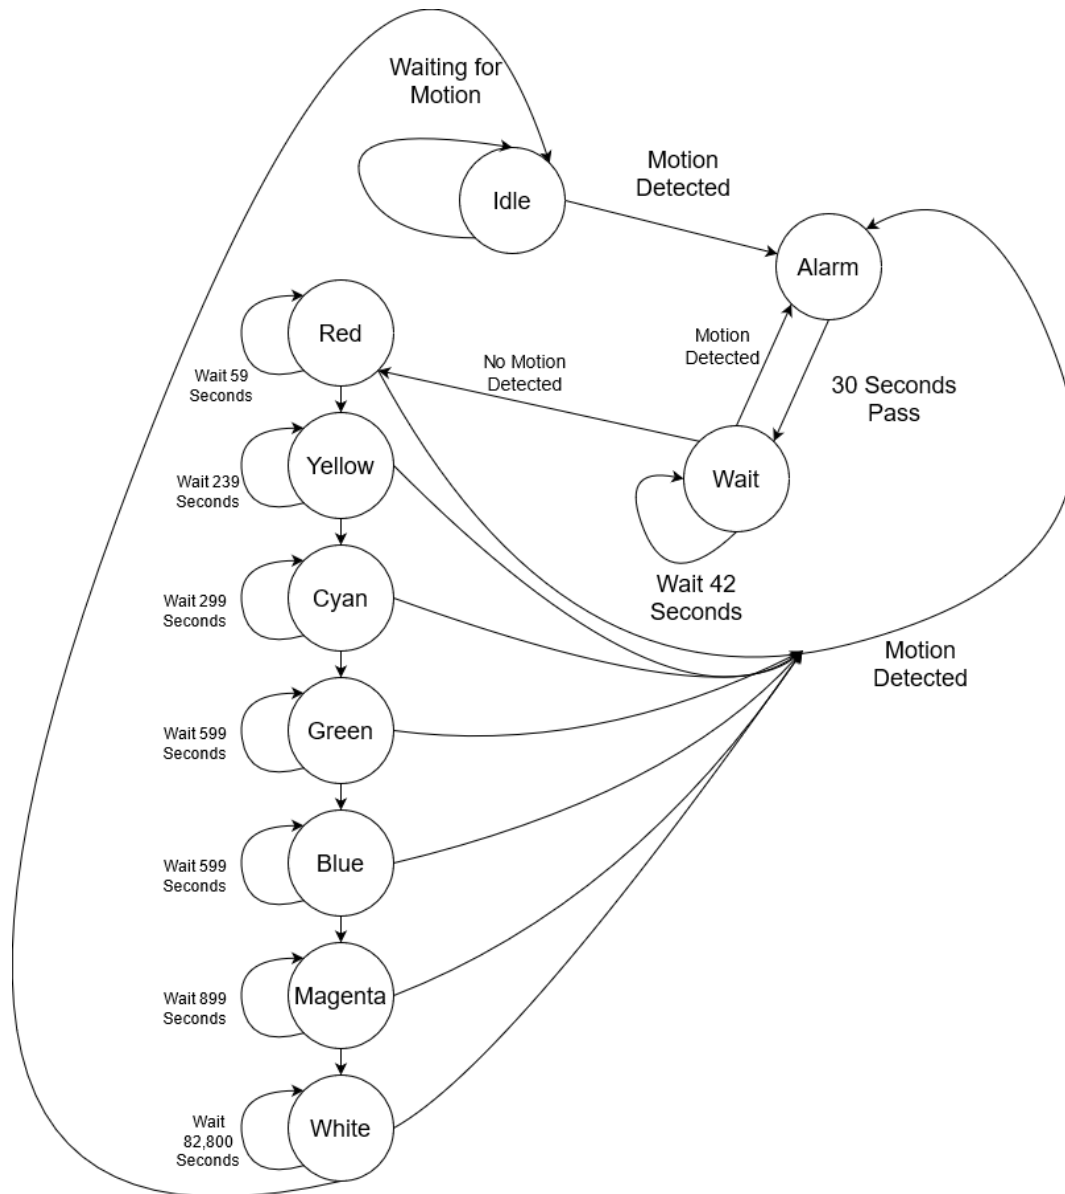 Waiting for
Motion
Idle
Motion
Detected
Alarm
Red
Wait 59
Seconds
No Motion
Detected
Motion
Detected
30 Seconds
Pass
Yellow
Wait 239
Seconds
Wait
Wait 42
Seconds
Cyan
Wait 299
Seconds
Motion
Detected
Green
Wait 599
Seconds
Blue
Wait 599
Seconds
Magenta
Wait 899
Seconds
White
Wait
82,800
Seconds